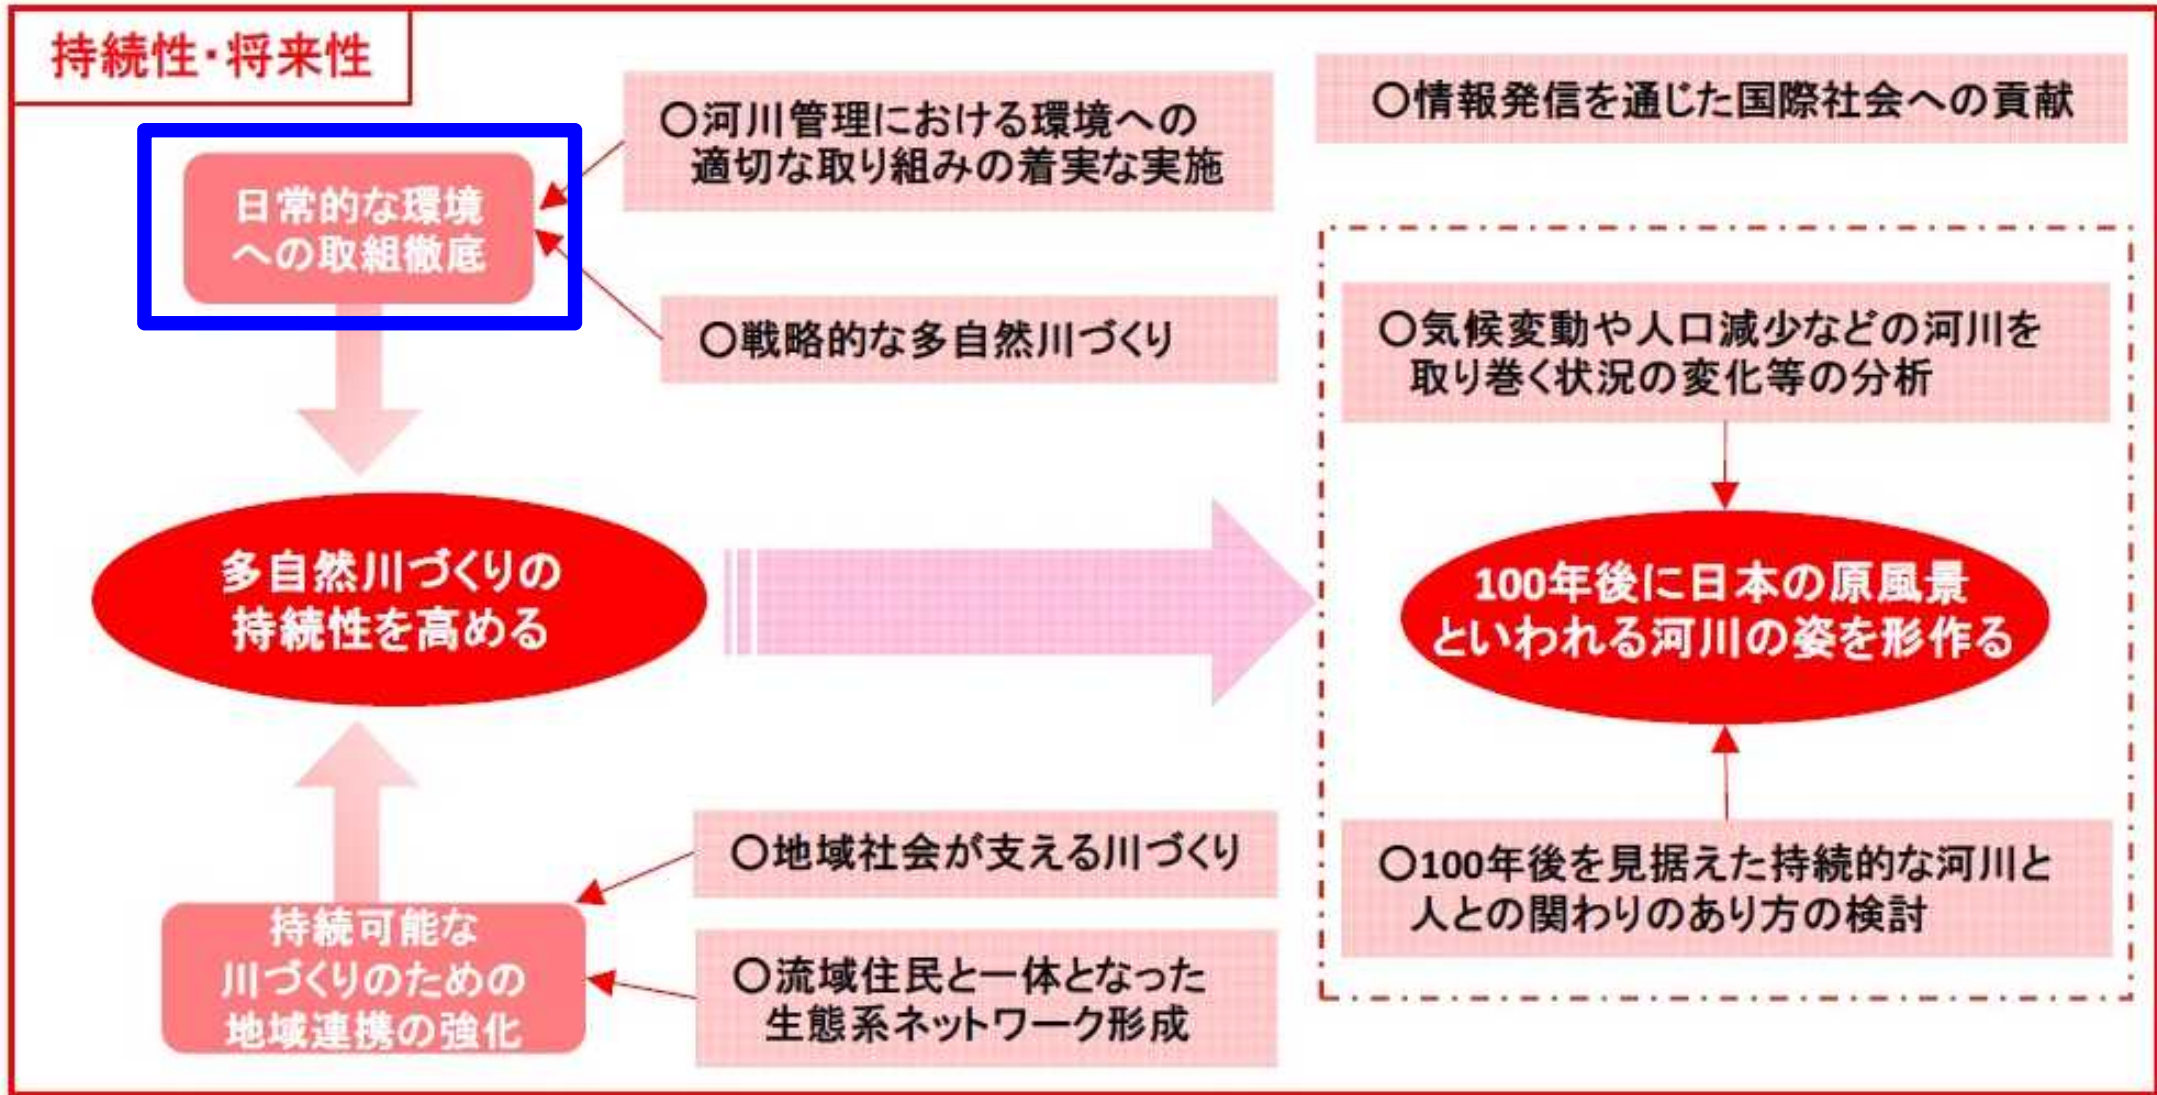 持続性・将来性
日常的な環境
への取組徹底
○河川管理における環境への
適切な取り組みの着実な実施
○戦略的な多自然川づくり
多自然川づくりの
持続性を高める
○地域社会が支える川づくり
持続可能な
川づくりのための
地域連携の強化
○流域住民と一体となった
生態系ネットワーク形成
○情報発信を通じた国際社会への貢献
○気候変動や人口減少などの河川を
取り巻く状況の変化等の分析
100年後に日本の原風景
といわれる河川の姿を形作る
○100年後を見据えた持続的な河川と
人との関わりのあり方の検討